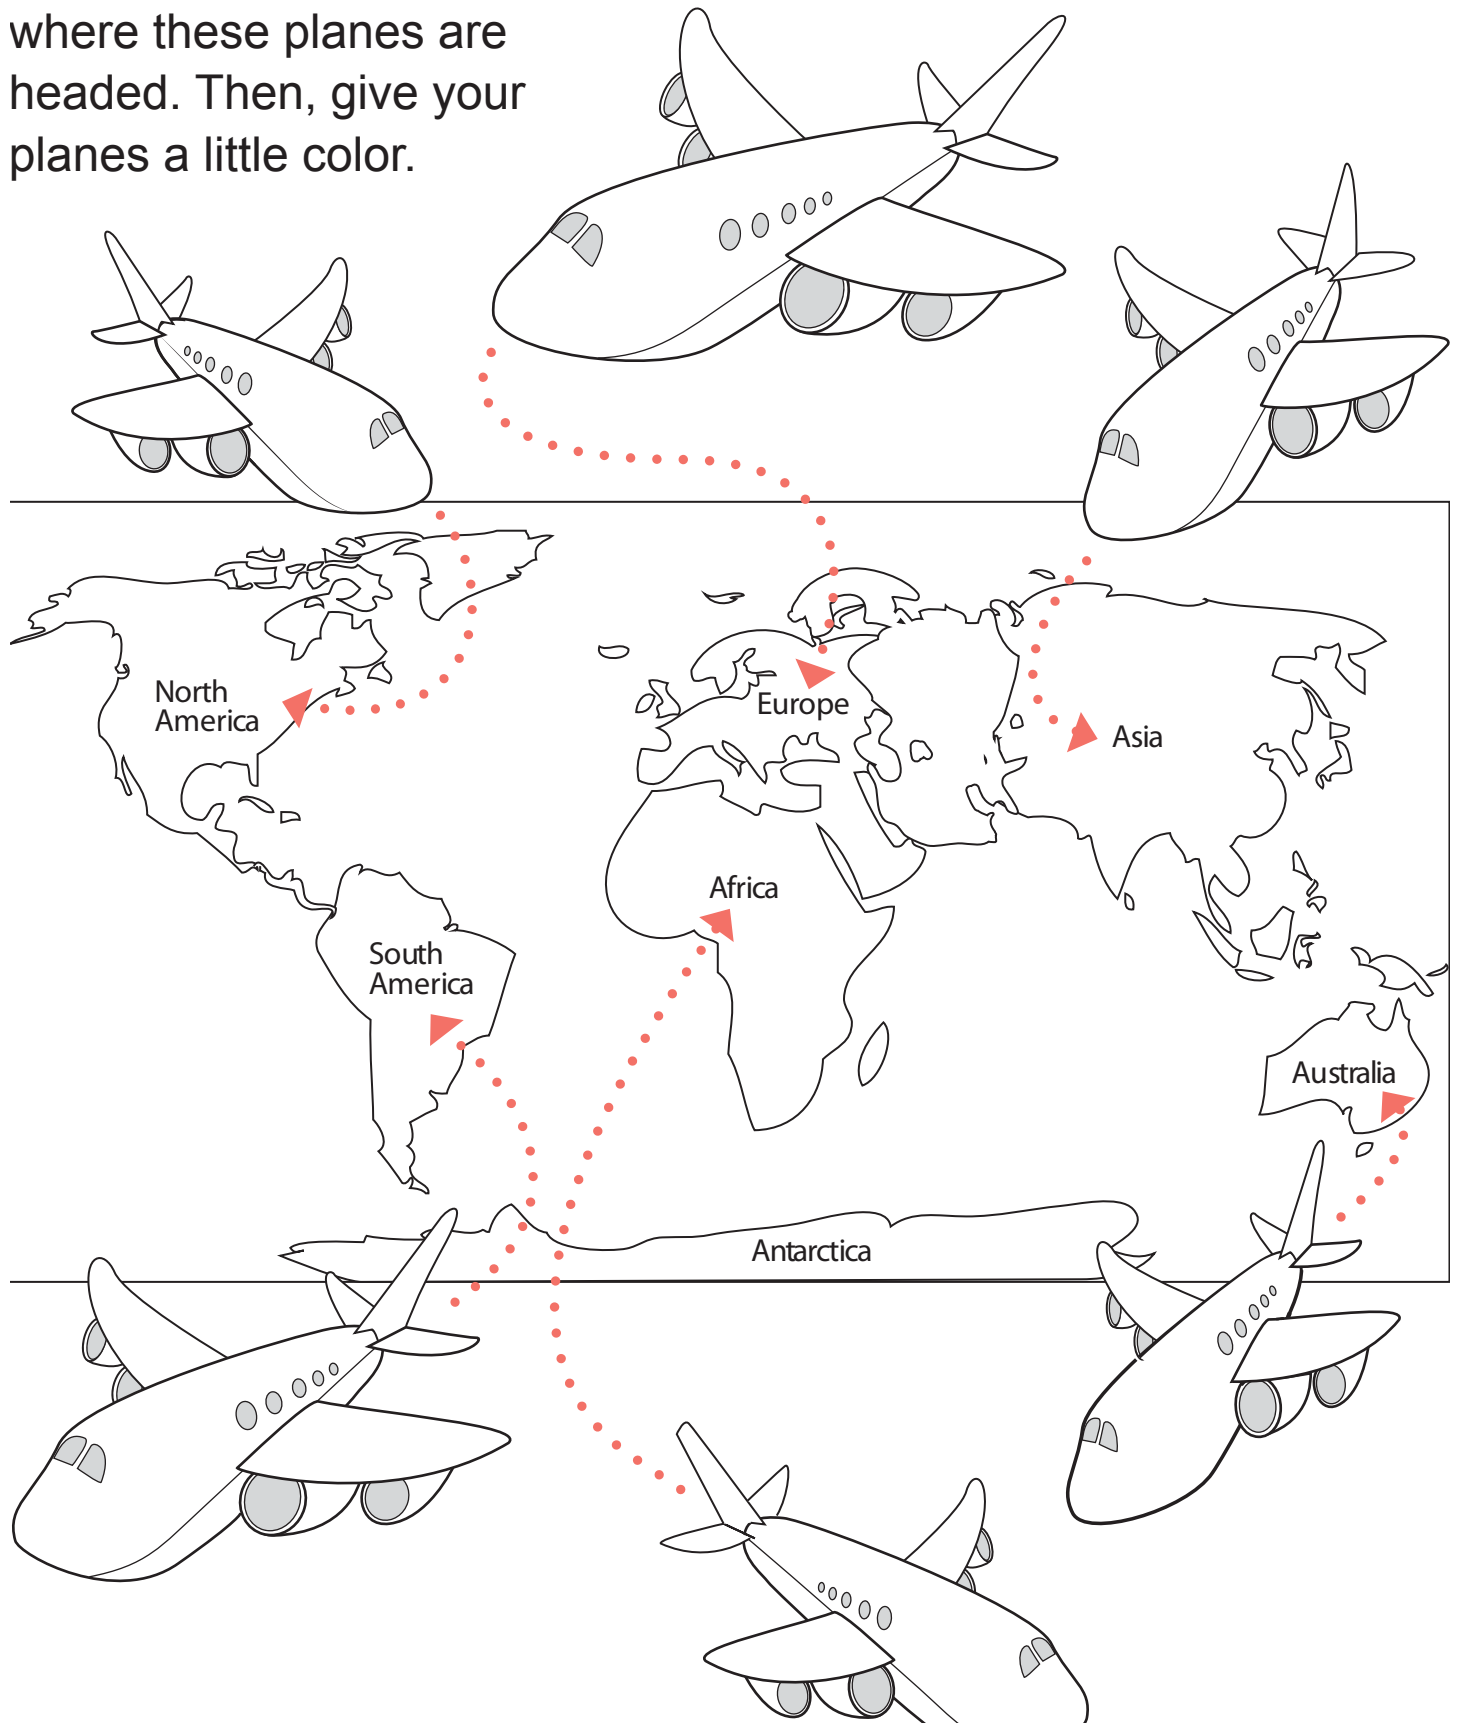 where these planes are
headed. Then, give your
planes a little color.
North
America
Europe
Asia
Africa
South
America
Australia
Antarctica